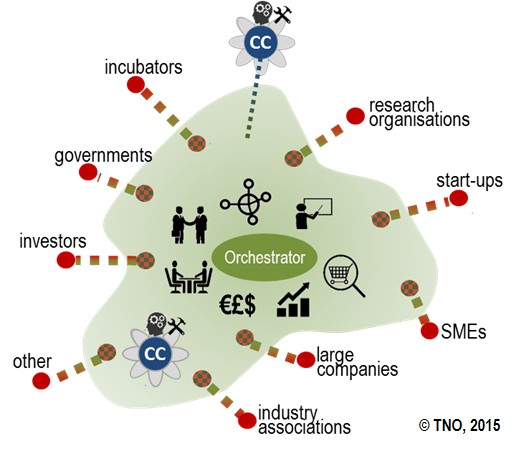 CC
incubators
research
organisations
governments
start-ups
investors
Orchestrator
€£$
SMEs
other
CC
large
companies
industry
associations
© TNO, 2015